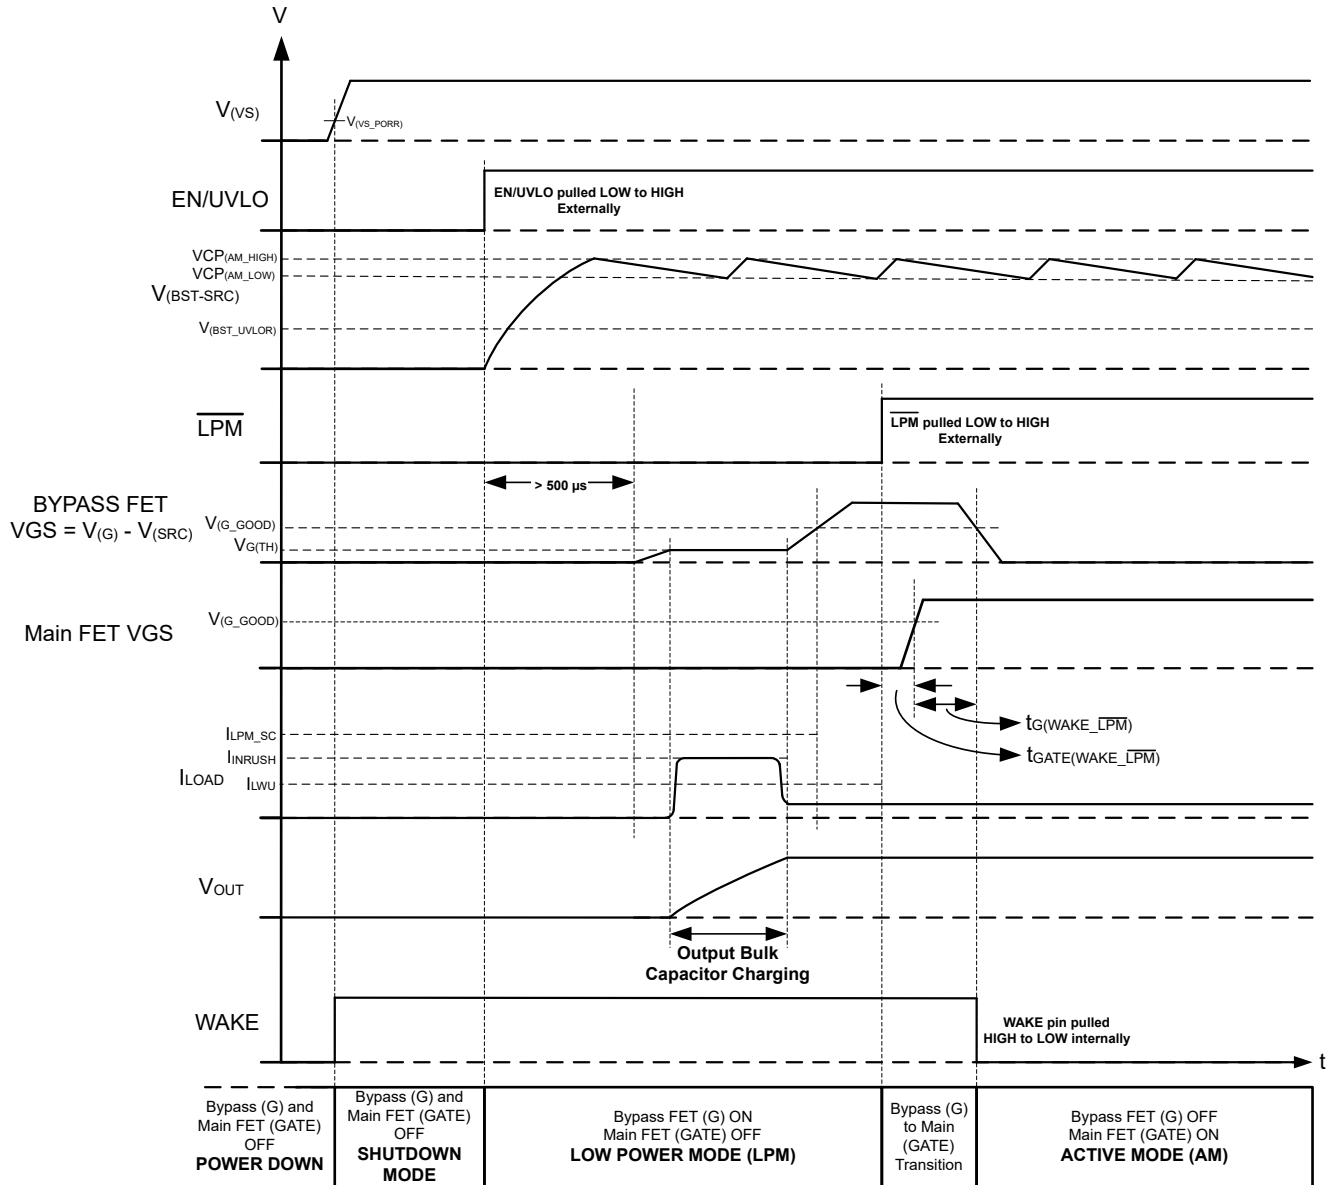 V
V(VS)
V(VS_PORR)
EN/UVLO
EN/UVLO pulled LOW to HIGH
Externally
VCP(AM_HIGH)
VCP(AM_LOW)
V(BST-SRC)
V(BST_UVLOR)
LPM
LPM pulled LOW to HIGH
Externally
> 500 µs
BYPASS FET
VGS = V(G) - V(SRC)
V(G_GOOD)
VG(TH)
Main FET VGS
V(G_GOOD)
tG(WAKE_LPM)
tGATE(WAKE_LPM)
ILPM_SC
IINRUSH
ILOAD
ILWU
VOUT
Output Bulk
Capacitor Charging
WAKE
WAKE pin pulled
HIGH to LOW internally
t
Bypass (G) and
Main FET (GATE)
OFF
POWER DOWN
Bypass (G) and
Main FET (GATE)
OFF
SHUTDOWN
MODE
Bypass FET (G) ON
Main FET (GATE) OFF
LOW POWER MODE (LPM)
Bypass (G)
to Main
(GATE)
Transition
Bypass FET (G) OFF
Main FET (GATE) ON
ACTIVE MODE (AM)